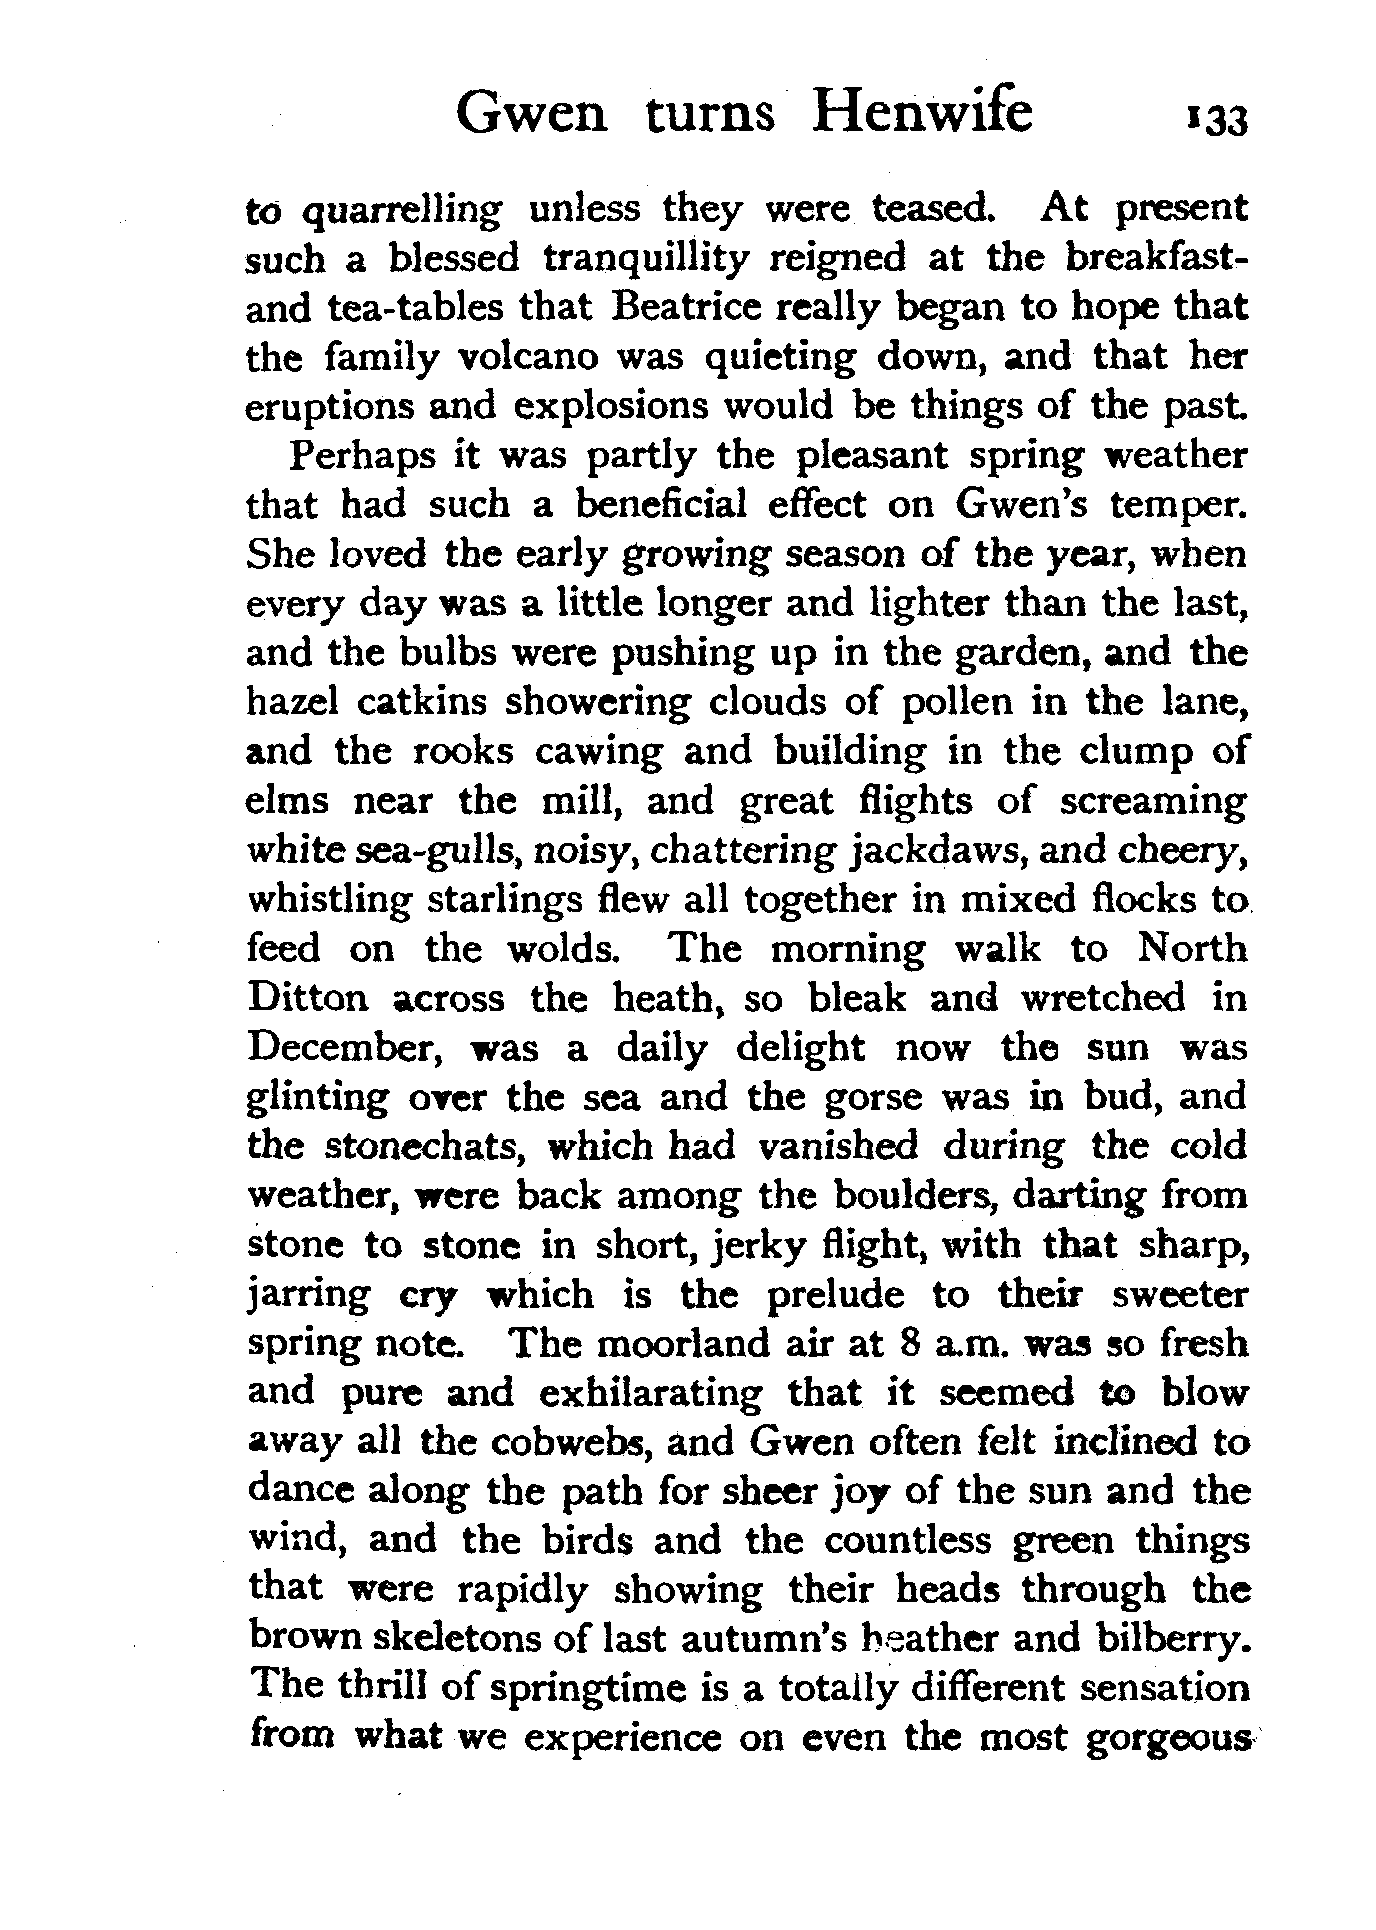 Gwen turns Henwife 133
to quarrelling unless they were teased. At present
such a blessed tranquillity reigned at the breakfast-
and tea-tables that Beatrice really began to hope that
the family volcano was quieting down, and that her
eruptions and explosions would be things of the past.
Perhaps it was partly the pleasant spring weather
that had such a beneficial effect on Gwen's temper.
She loved the early growing season of the year, when
every day was a little longer and lighter than the last,
and the bulbs were pushing up in the garden, and the
hazel catkins showering clouds of pollen in the lane,
and the rooks cawing and building in the clump of
elms near the mill, and great flights of screaming
white sea-gulls, noisy, chattering jackdaws, and cheery,
whistling starlings flew all together in mixed flocks to
feed on the wolds. The morning walk to North
Ditton across the heath, so bleak and wretched in
December, was a daily delight now the sun was
glinting over the sea and the gorse was in bud, and
the stonechats, which had vanished during the cold
weather, were back among the boulders, darting from
stone to stone in short, jerky flight, with that sharp,
jarring cry which is the prelude to their sweeter
spring note. The moorland air at 8 a.m. was so fresh
and pure and exhilarating that it seemed to blow
away all the cobwebs, and Gwen often felt inclined to
dance along the path for sheer joy of the sun and the
wind, and the birds and the countless green things
that were rapidly showing their heads through the
brown skeletons of last autumn's heather and bilberry.
The thrill of springtime is a totally different sensation
from what we experience on even the most gorgeous